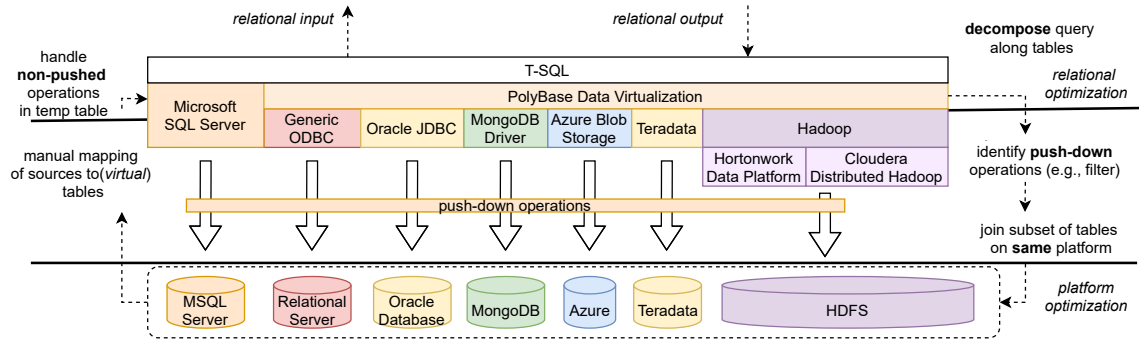 relational input
relational output
decompose query
along tables
handle
non-pushed
operations
in temp table
T-SQL
relational
optimization
Microsoft
SQL Server
PolyBase Data Virtualization
Generic
ODBC
Oracle JDBC
MongoDB
Driver
Azure Blob
Storage
Teradata
Hadoop
Hortonwork
Data Platform
Cloudera
Distributed Hadoop
manual mapping
of sources to(virtual)
tables
identify push-down
operations (e.g., filter)
push-down operations
join subset of tables
on same platform
MSQL
Server
Relational
Server
Oracle
Database
MongoDB
Azure
Teradata
HDFS
platform
optimization